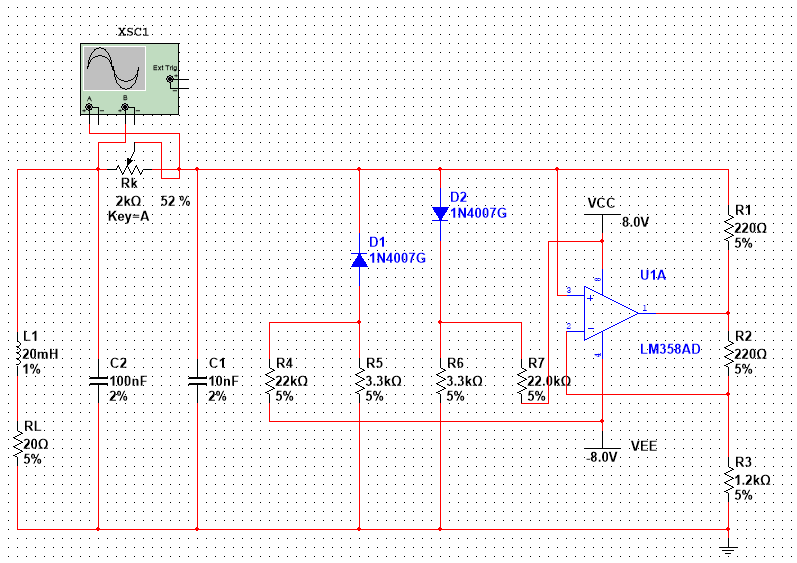 XSC1
Ext Trig
+
-
A
B
+ - + -
Rk
2kΩ 52 %
Key=A
D2
1N4007G
VCC
8.0V
R1
220Ω
5%
D1
1N4007G
U1A
8
3
+
1
2
-
4
LM358AD
L1
20mH
1%
C2
100nF
2%
C1
10nF
2%
R4
22kΩ
5%
R5
3.3kΩ
5%
R6
3.3kΩ
5%
R7
22.0kΩ
5%
R2
220Ω
5%
RL
20Ω
5%
VEE
-8.0V
R3
1.2kΩ
5%